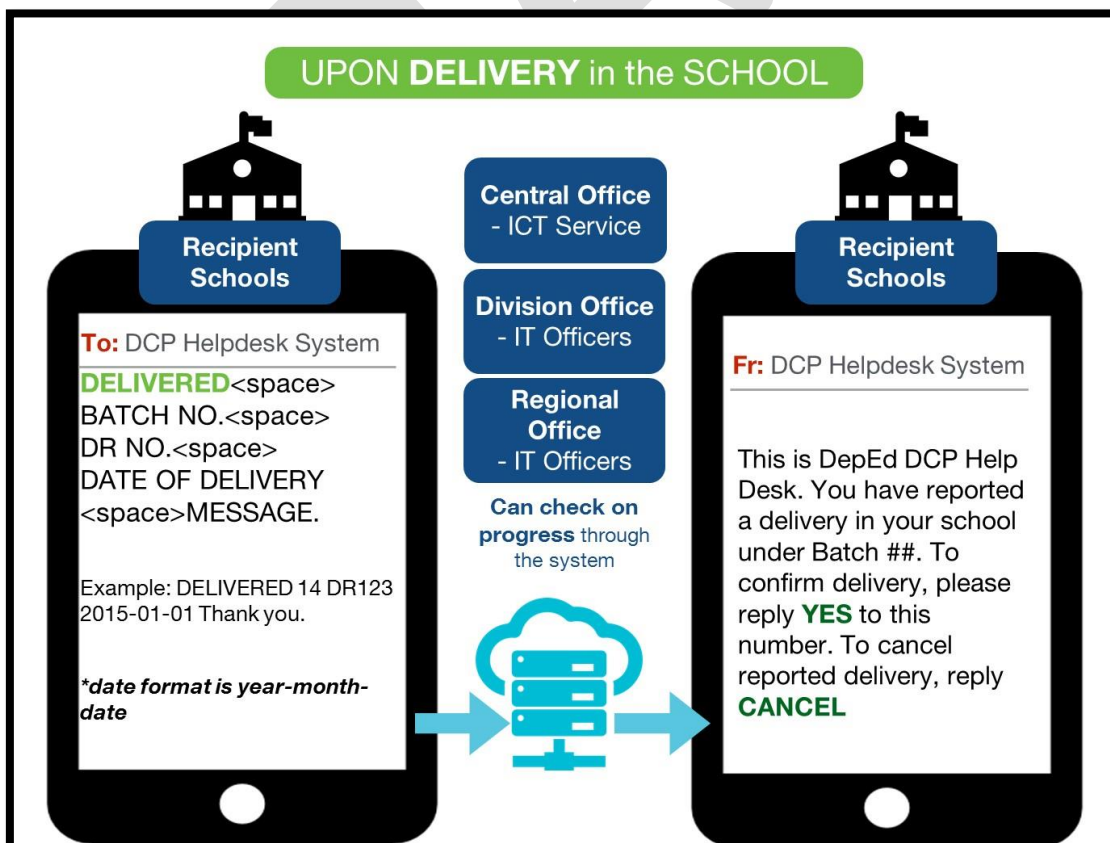 UPON DELIVERY in the SCHOOL
Recipient
Schools
To: DCP Helpdesk System
DELIVERED<space>
BATCH NO.<space>
DR NO.<space>
DATE OF DELIVERY
<space>MESSAGE.
Example: DELIVERED 14 DR123
2015-01-01 Thank you.
*date format is year-month-
date
Central Office
- ICT Service
Division Office
- IT Officers
Regional
Office
- IT Officers
Can check on
progress through
the system
Recipient
Schools
Fr: DCP Helpdesk System
This is DepEd DCP Help
Desk. You have reported
a delivery in your school
under Batch ##. To
confirm delivery, please
reply YES to this
number. To cancel
reported delivery, reply
CANCEL